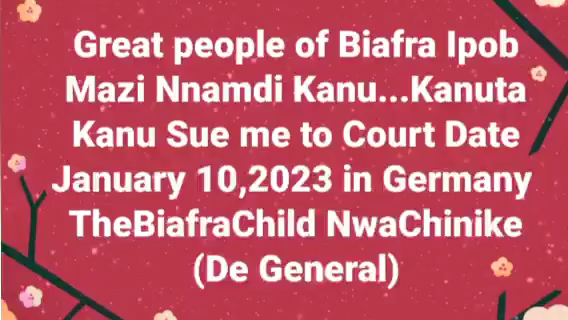 Great people of Biafra Ipob
Mazi Nnamdi Kanu...Kanuta
Kanu Sue me to Court Date
January 10,2023 in Germany
TheBiafraChild NwaChinike
(De General)